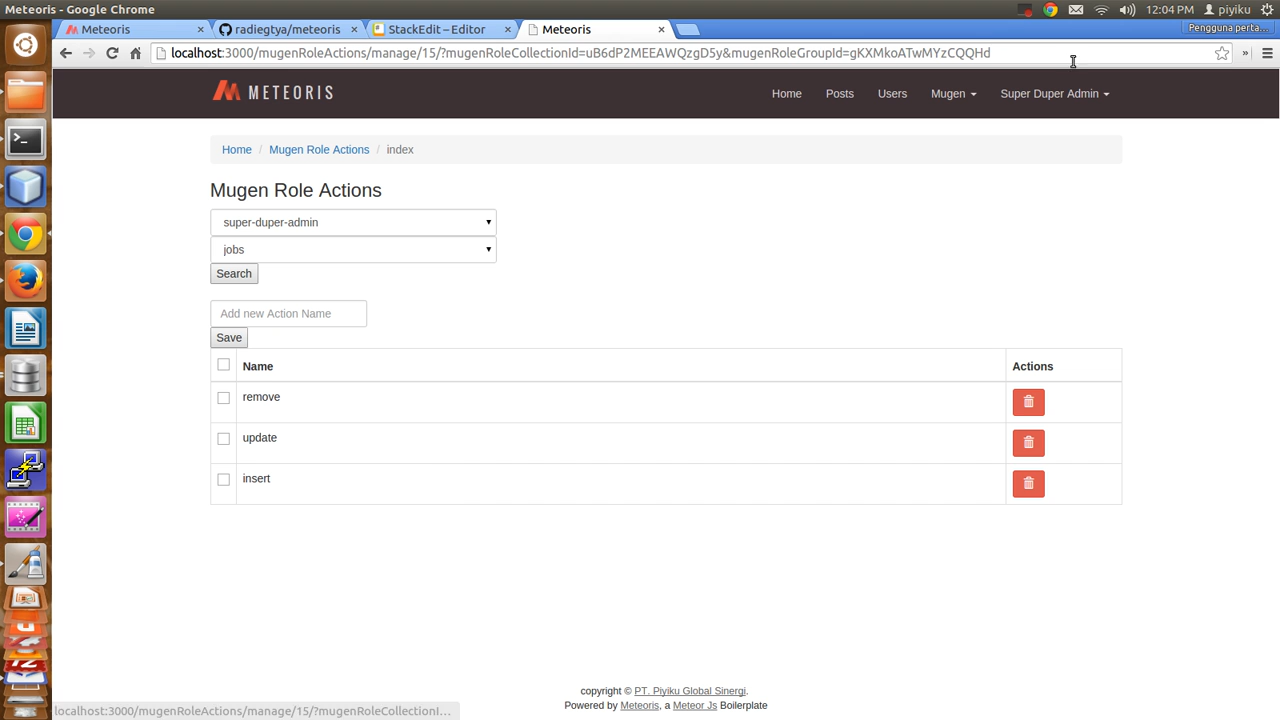 Meteoris - Google Chrome
12:04 PM piyiku
Meteoris
radiegtya/meteoris
StackEdit – Editor
Meteoris
Pengguna perta...
localhost:3000/mugenRoleActions/manage/15/?mugenRoleCollectionId=uB6dP2MEEAWQzgD5y&mugenRoleGroupId=gKXMkoATwMYzCQQHd
METEORIS
Home
Posts
Users
Mugen
Super Duper Admin
Home / Mugen Role Actions / index
Mugen Role Actions
super-duper-admin
jobs
Search
Add new Action Name
Save
Name
Actions
remove
update
insert
copyright © PT. Piyiku Global Sinergi.
Powered by Meteoris, a Meteor Js Boilerplate
localhost:3000/mugenRoleActions/manage/15/?mugenRoleCollectionI...